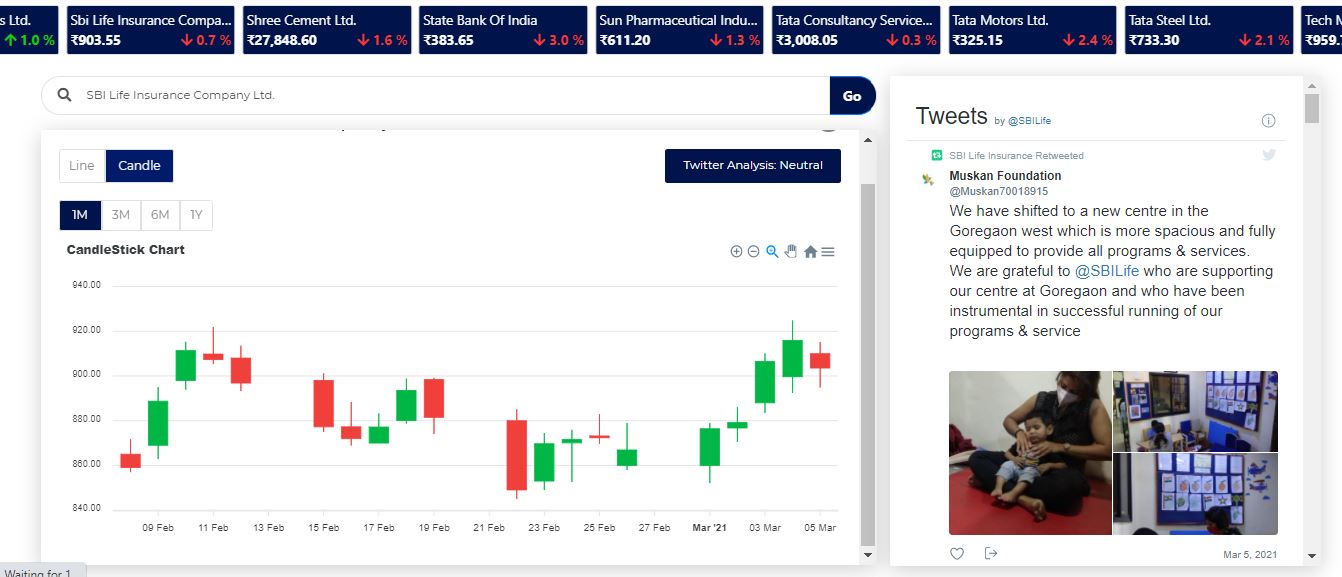 s Ltd.
↑ 1.0 %
Sbi Life Insurance Compa...
₹903.55 ↓ 0.7 %
Shree Cement Ltd.
₹27,848.60 ↓ 1.6 %
State Bank Of India
₹383.65 ↓ 3.0 %
Sun Pharmaceutical Indu...
₹611.20 ↓ 1.3 %
Tata Consultancy Service...
₹3,008.05 ↓ 0.3 %
Tata Motors Ltd.
₹325.15 ↓ 2.4 %
Tata Steel Ltd.
₹733.30 ↓ 2.1 %
Tech M
₹959.
SBI Life Insurance Company Ltd.
Go
Line Candle
Twitter Analysis: Neutral
1M 3M 6M 1Y
CandleStick Chart
940.00
920.00
900.00
880.00
860.00
840.00
09 Feb 11 Feb 13 Feb 15 Feb 17 Feb 19 Feb 21 Feb 23 Feb 25 Feb 27 Feb Mar '21 03 Mar 05 Mar
Tweets by @SBILife
SBI Life Insurance Retweeted
Muskan Foundation
@Muskan70018915
We have shifted to a new centre in the
Goregaon west which is more spacious and fully
equipped to provide all programs & services.
We are grateful to @SBILife who are supporting
our centre at Goregaon and who have been
instrumental in successful running of our
programs & service
Mar 5, 2021
Waiting for 1